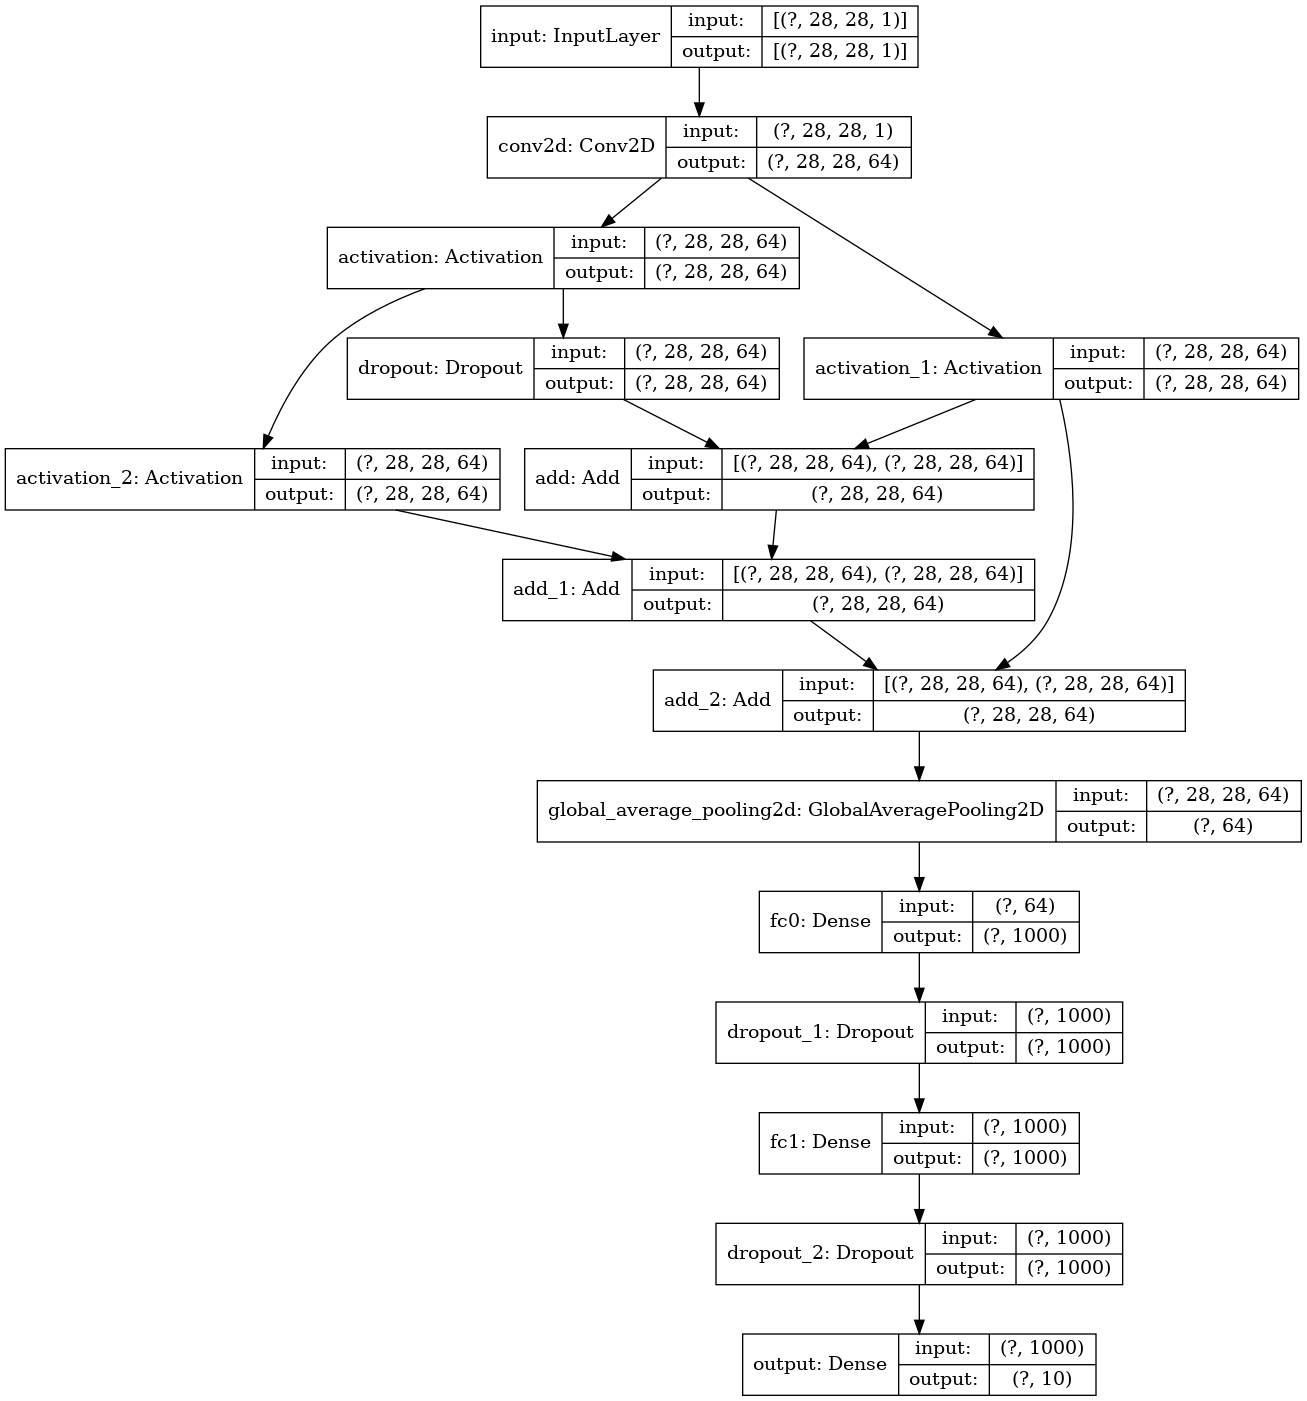 input: InputLayer
input:
[(?, 28, 28, 1)]
output:
[(?, 28, 28, 1)]
conv2d: Conv2D
input:
(?, 28, 28, 1)
output:
(?, 28, 28, 64)
activation: Activation
input:
(?, 28, 28, 64)
output:
(?, 28, 28, 64)
dropout: Dropout
input:
(?, 28, 28, 64)
output:
(?, 28, 28, 64)
activation_1: Activation
input:
(?, 28, 28, 64)
output:
(?, 28, 28, 64)
activation_2: Activation
input:
(?, 28, 28, 64)
output:
(?, 28, 28, 64)
add: Add
input:
[(?, 28, 28, 64), (?, 28, 28, 64)]
output:
(?, 28, 28, 64)
add_1: Add
input:
[(?, 28, 28, 64), (?, 28, 28, 64)]
output:
(?, 28, 28, 64)
add_2: Add
input:
[(?, 28, 28, 64), (?, 28, 28, 64)]
output:
(?, 28, 28, 64)
global_average_pooling2d: GlobalAveragePooling2D
input:
(?, 28, 28, 64)
output:
(?, 64)
fc0: Dense
input:
(?, 64)
output:
(?, 1000)
dropout_1: Dropout
input:
(?, 1000)
output:
(?, 1000)
fc1: Dense
input:
(?, 1000)
output:
(?, 1000)
dropout_2: Dropout
input:
(?, 1000)
output:
(?, 1000)
output: Dense
input:
(?, 1000)
output:
(?, 10)